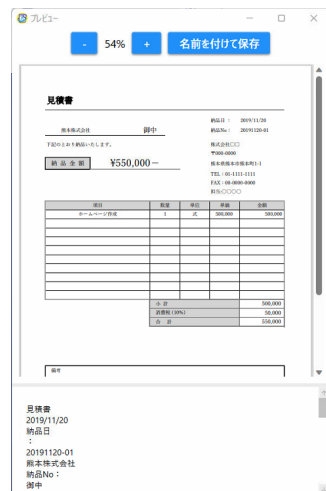 プレビュー
- 54% + 名前を付けて保存
見積書
納品日 : 2019/11/20
熊本株式会社 御中 納品No : 20191120-01
下記のとおり納品いたします。 株式会社〇〇
〒000-0000
納 品 金 額 ¥550,000― 熊本県熊本市熊本町1-1
TEL : 01-1111-1111
FAX : 00-0000-0000
担当:〇〇〇〇
項目 数量 単位 単価 金額
ホームページ作成 1 式 500,000 500,000
小 計 500,000
消費税 (10%) 50,000
合 計 550,000
備考
見積書
2019/11/20
納品日
:
20191120-01
熊本株式会社
納品No :
御中